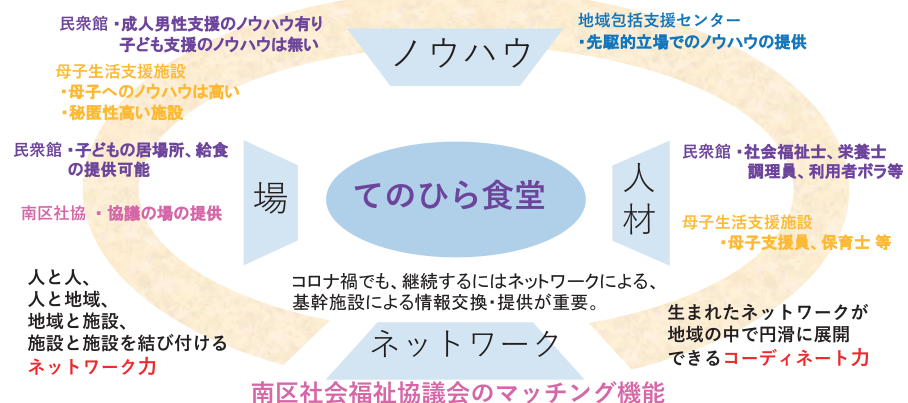 民衆館・成人男性支援のノウハウ有り
子ども支援のノウハウは無い
母子生活支援施設
・母子へのノウハウは高い
・秘匿性高い施設
ノウハウ
地域包括支援センター
・先駆的立場でのノウハウの提供
民衆館・子どもの居場所、給食
の提供可能
南区社協 ・協議の場の提供
場
てのひら食堂
人
材
民衆館・社会福祉士、栄養士
調理員、利用者ボラ等
母子生活支援施設
・母子支援員、保育士 等
コロナ禍でも、継続するにはネットワークによる、
基幹施設による情報交換・提供が重要。
人と人、
人と地域、
地域と施設、
施設と施設を結び付ける
ネットワーク力
ネットワーク
生まれたネットワークが
地域の中で円滑に展開
できるコーディネート力
南区社会福祉協議会のマッチング機能